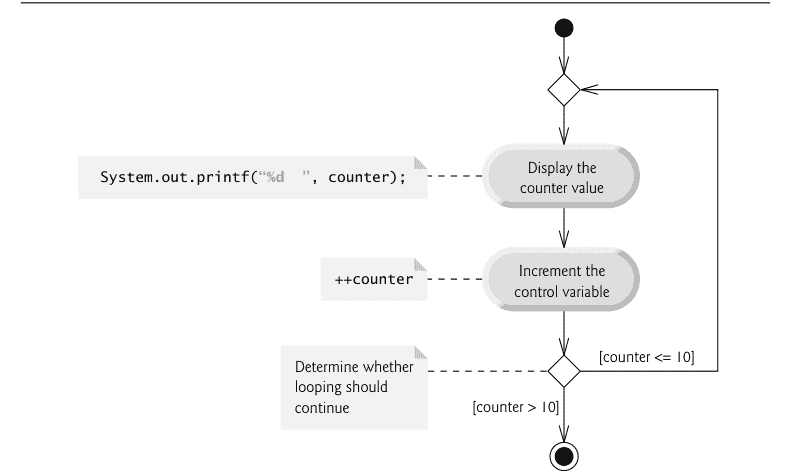 Display the
counter value
System.out.printf(“%d  ”, counter);
Increment the
control variable
++counter
[counter <= 10]
Determine whether
looping should
continue
[counter > 10]